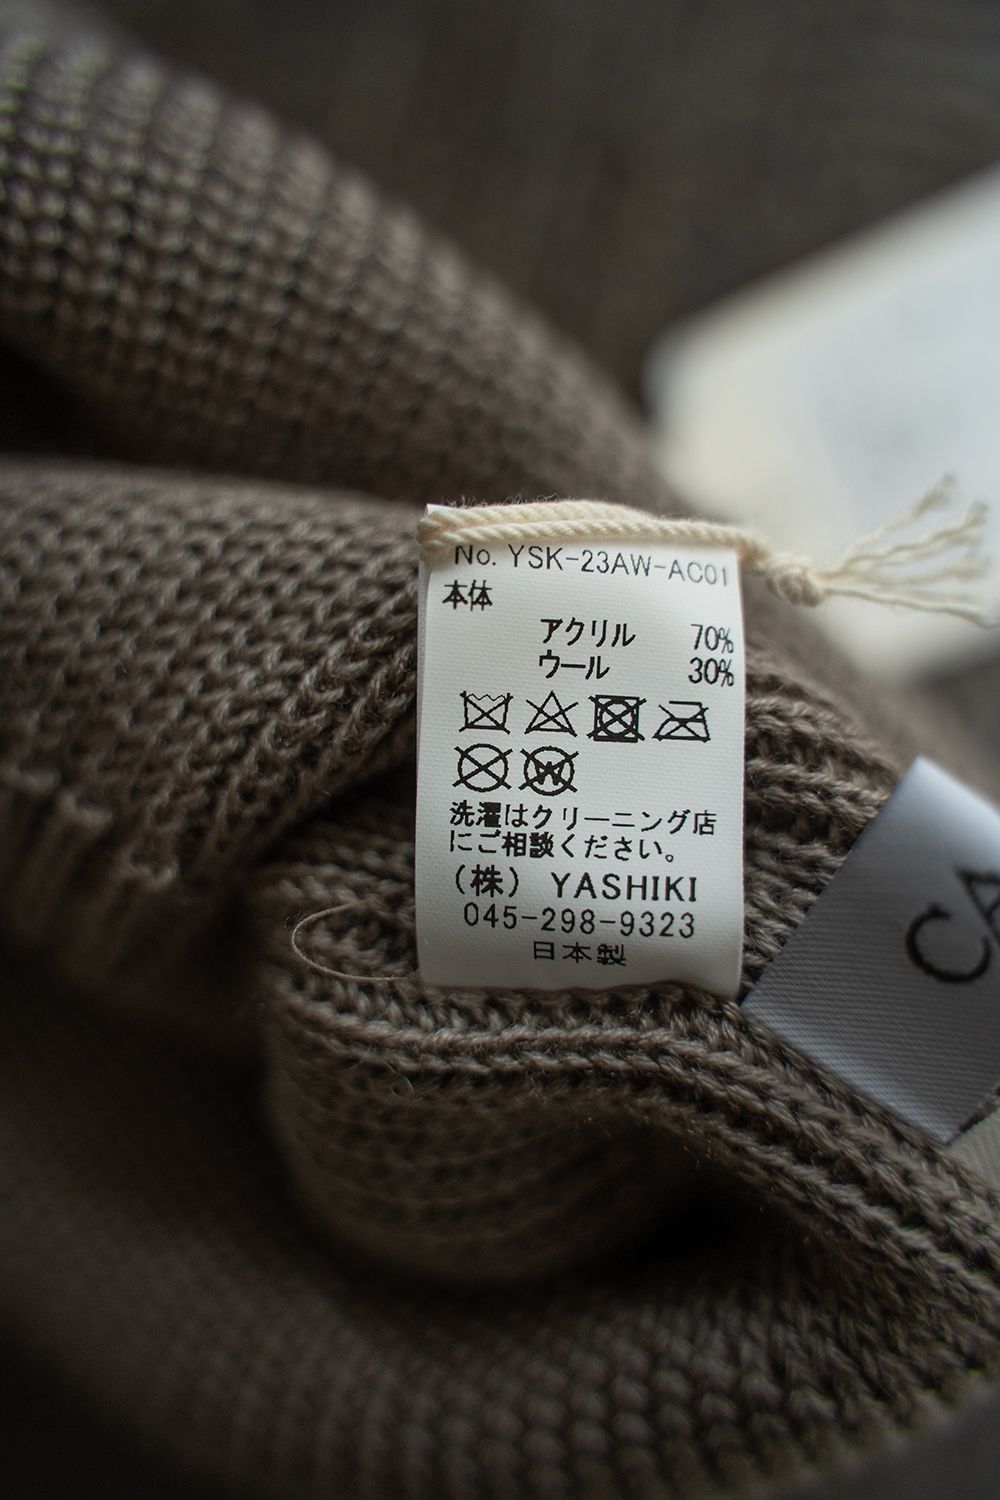 No. YSK-23AW-AC01
本体
アクリル 70%
ウール 30%
W
洗濯はクリーニング店
にご相談ください。
(株) YASHIKI
045-298-9323
日本製
CA